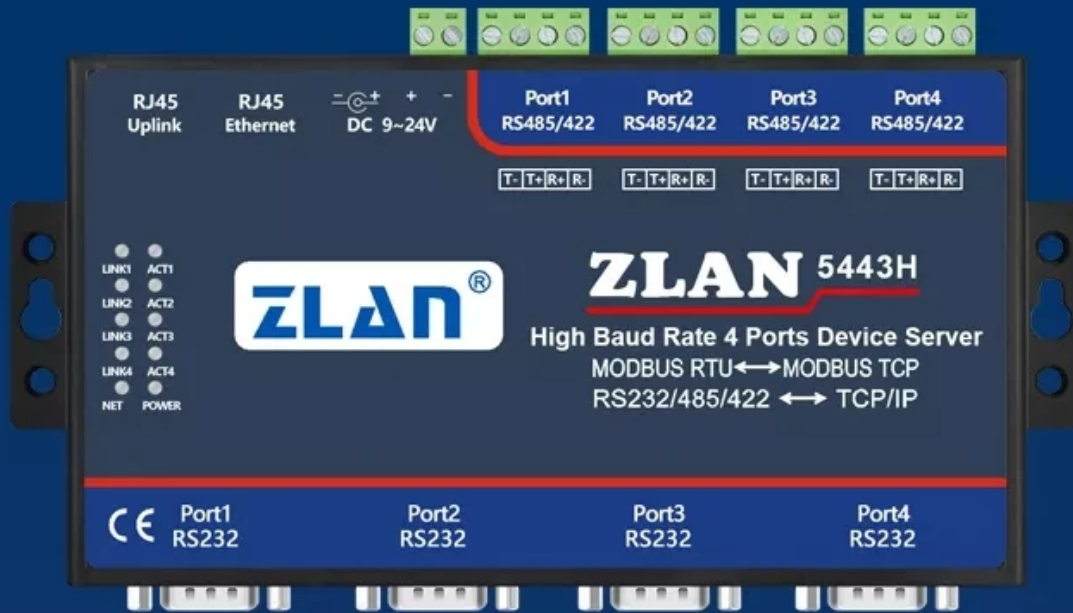 RJ45
Uplink
RJ45
Ethernet
- + + -
DC 9~24V
Port1
RS485/422
Port2
RS485/422
Port3
RS485/422
Port4
RS485/422
T- T+ R+ R-
T- T+ R+ R-
T- T+ R+ R-
T- T+ R+ R-
LINK1 ACT1
LINK2 ACT2
LINK3 ACT3
LINK4 ACT4
NET POWER
ZLAN®
ZLAN 5443H
High Baud Rate 4 Ports Device Server
MODBUS RTU↔MODBUS TCP
RS232/485/422 ↔ TCP/IP
CE
Port1
RS232
Port2
RS232
Port3
RS232
Port4
RS232